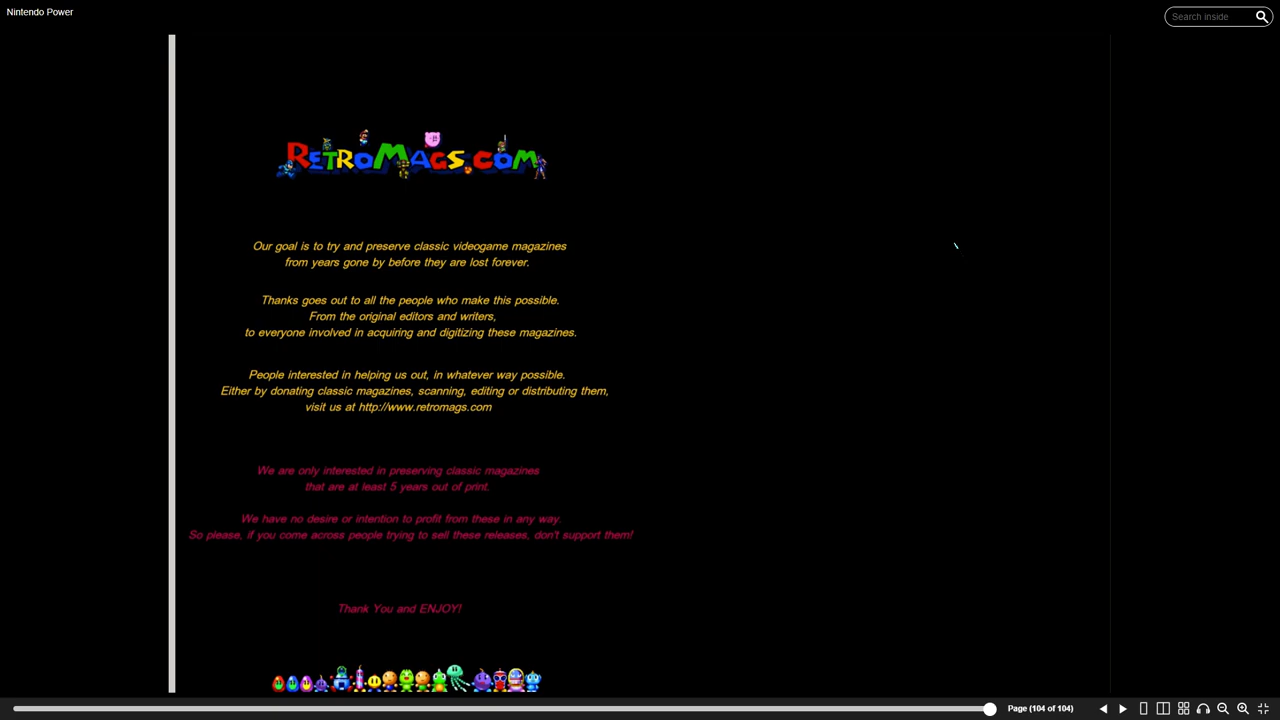 Nintendo Power
Search inside
RETROMAGS.COM
Our goal is to try and preserve classic videogame magazines
from years gone by before they are lost forever.
Thanks goes out to all the people who make this possible.
From the original editors and writers,
to everyone involved in acquiring and digitizing these magazines.
People interested in helping us out, in whatever way possible.
Either by donating classic magazines, scanning, editing or distributing them,
visit us at http://www.retromags.com
We are only interested in preserving classic magazines
that are at least 5 years out of print.
We have no desire or intention to profit from these in any way.
So please, if you come across people trying to sell these releases, don't support them!
Thank You and ENJOY!
Page (104 of 104)